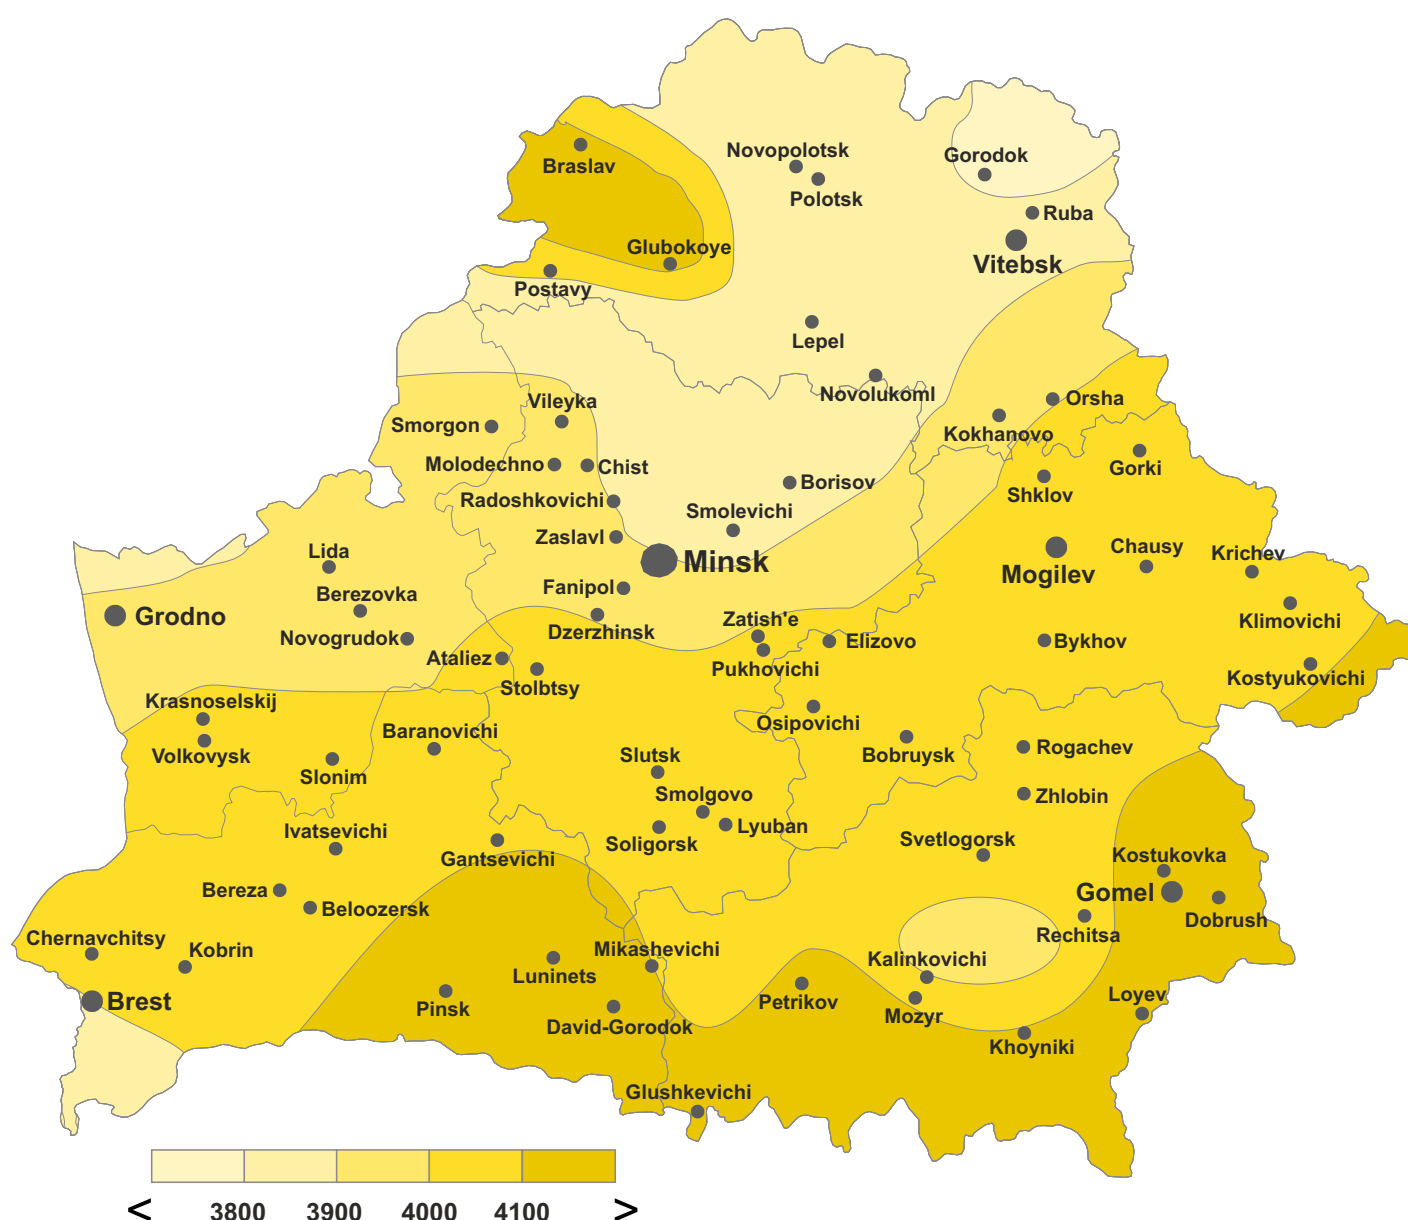 Novopolotsk
Gorodok
Braslav
Polotsk
Ruba
Glubokoye
Vitebsk
Postavy
Lepel
Novolukoml
Vileyka
Orsha
Smorgon
Kokhanovo
Molodechno
Chist
Gorki
Borisov
Shklov
Radoshkovichi
Smolevichi
Zaslavl
Lida
Minsk
Chausy
Krichev
Mogilev
Fanipol
Berezovka
Grodno
Dzerzhinsk
Zatish'e
Klimovichi
Novogrudok
Elizovo
Bykhov
Ataliez
Pukhovichi
Kostyukovichi
Stolbtsy
Krasnoselskij
Osipovichi
Baranovichi
Rogachev
Volkovysk
Slutsk
Bobruysk
Slonim
Smolgovo
Zhlobin
Lyuban
Ivatsevichi
Soligorsk
Svetlogorsk
Gantsevichi
Kostukovka
Bereza
Gomel
Beloozersk
Dobrush
Chernavchitsy
Rechitsa
Kobrin
Mikashevichi
Kalinkovichi
Luninets
Loyev
Brest
Petrikov
Pinsk
Mozyr
David-Gorodok
Khoyniki
Glushkevichi
< 3800 3900 4000 4100 >